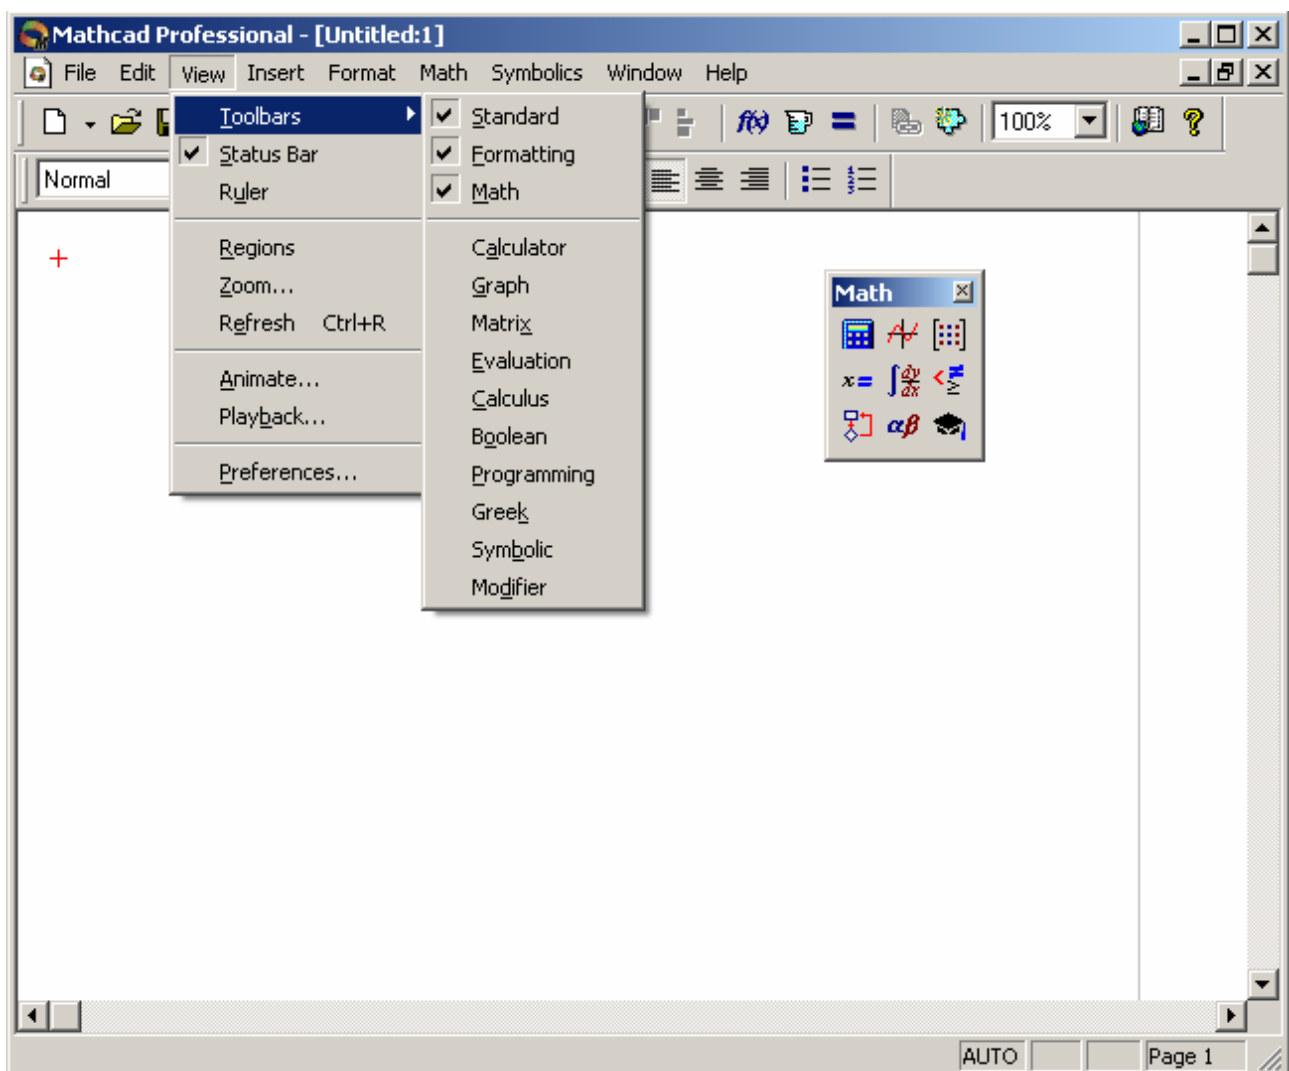 Mathcad Professional - [Untitled:1]
File Edit View Insert Format Math Symbolics Window Help
100%
Normal
Toolbars
Status Bar
Ruler
Regions
Zoom...
Refresh Ctrl+R
Animate...
Playback...
Preferences...
Standard
Formatting
Math
Calculator
Graph
Matrix
Evaluation
Calculus
Boolean
Programming
Greek
Symbolic
Modifier
Math
x= ∫dy/dx <≠≥
αβ
f(x)
AUTO Page 1